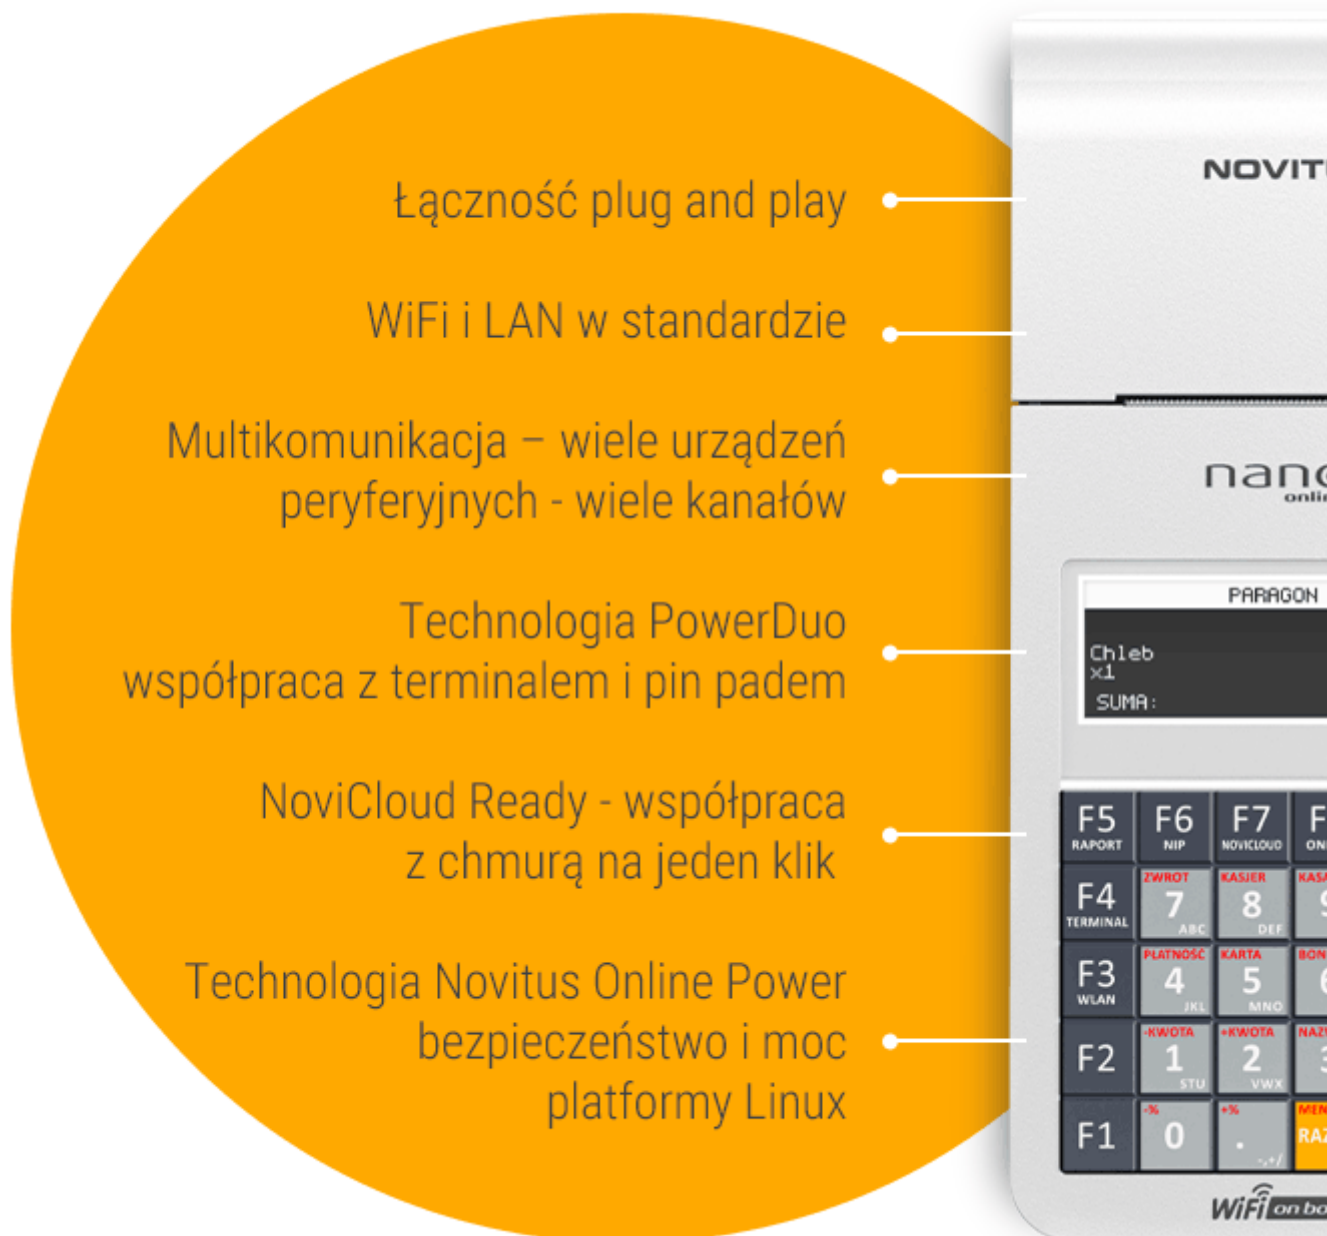 Łączność plug and play
WiFi i LAN w standardzie
Multikomunikacja – wiele urządzeń
peryferyjnych - wiele kanałów
Technologia PowerDuo
współpraca z terminalem i pin padem
NoviCloud Ready - współpraca
z chmurą na jeden klik
Technologia Novitus Online Power
bezpieczeństwo i moc
platformy Linux
PARAGON
Chleb
x1
SUMA:
F5 F6 F7
RAPORT NIP NOVICLOUD
ZWROT KASJER
F4 7 8
TERMINAL ABC DEF
PŁATNOŚĆ KARTA
F3 4 5
WLAN JKL MNO
-KWOTA +KWOTA
F2 1 2
STU VWX
-% +%
F1 0 .
-,+/
WiFi on